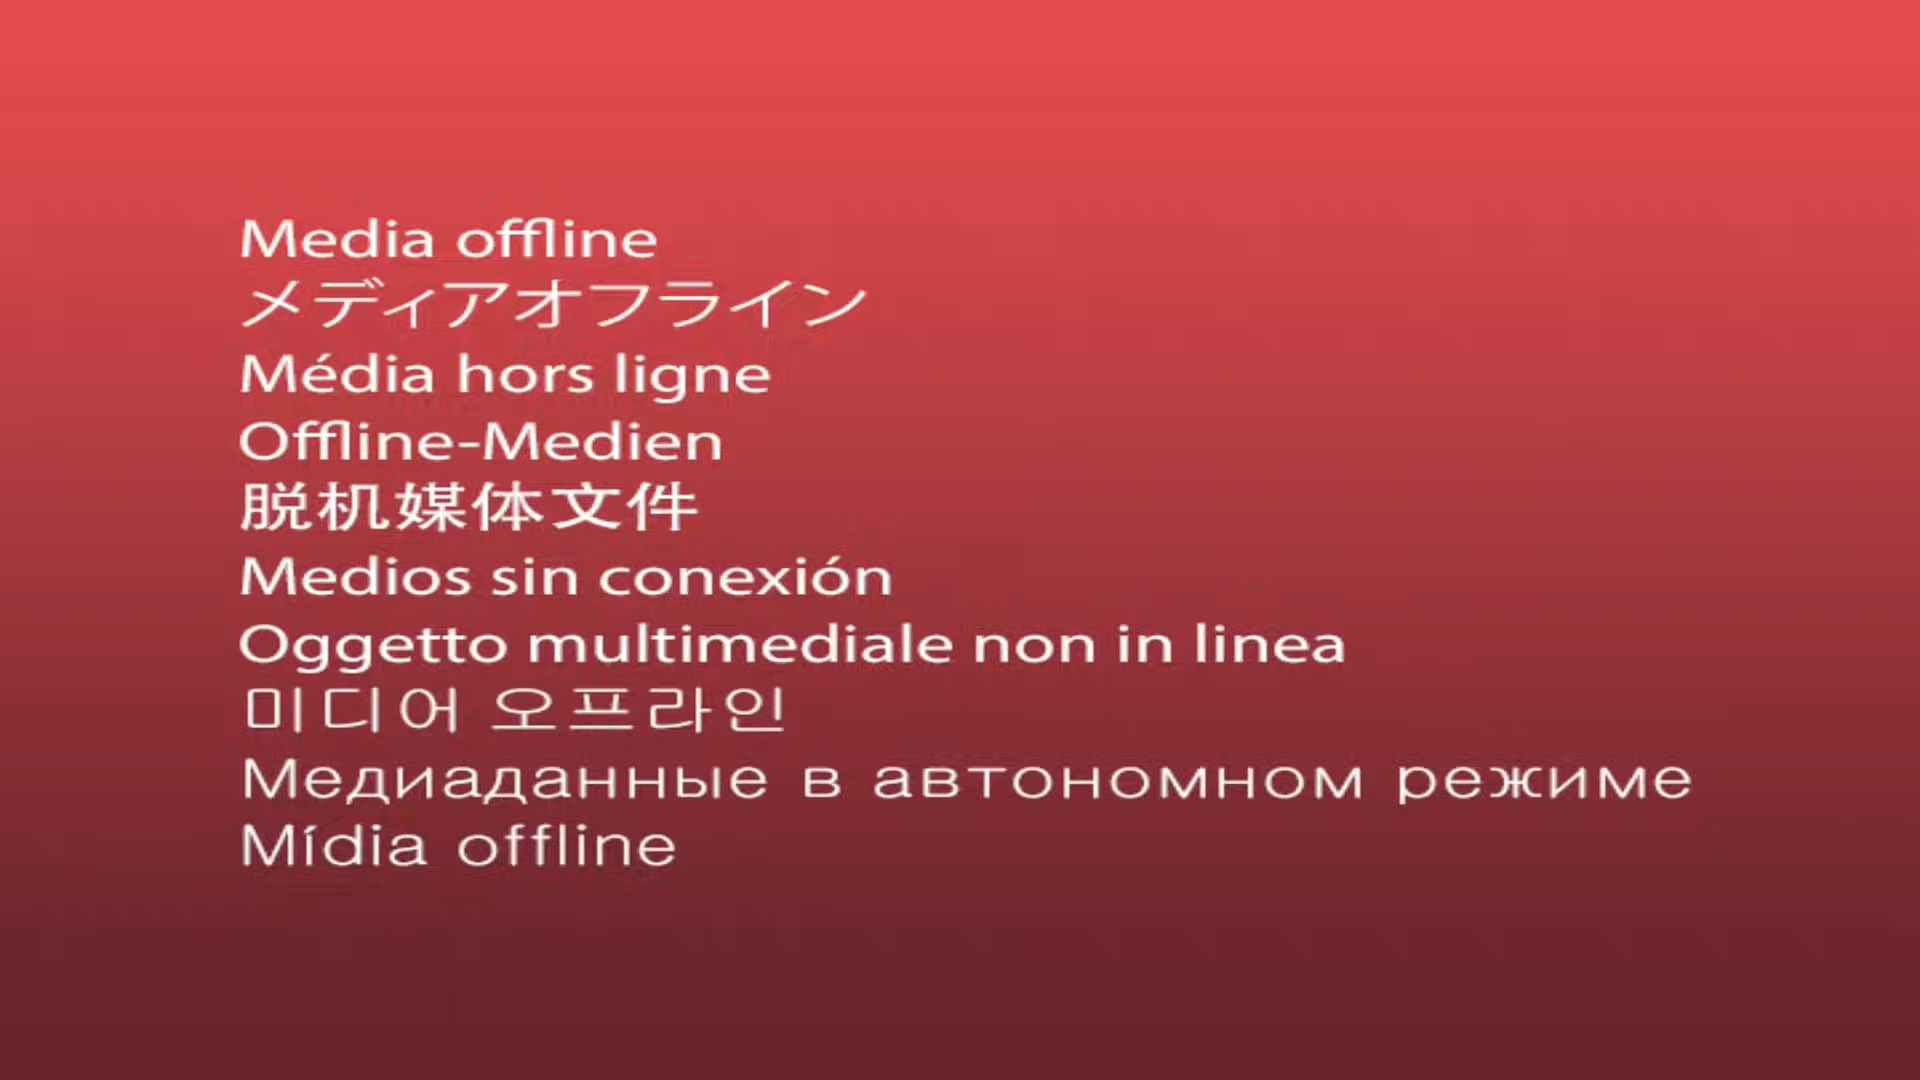 Media offline
メディアオフライン
Média hors ligne
Offline-Medien
脱机媒体文件
Medios sin conexión
Oggetto multimediale non in linea
미디어 오프라인
Медиаданные в автономном режиме
Mídia offline